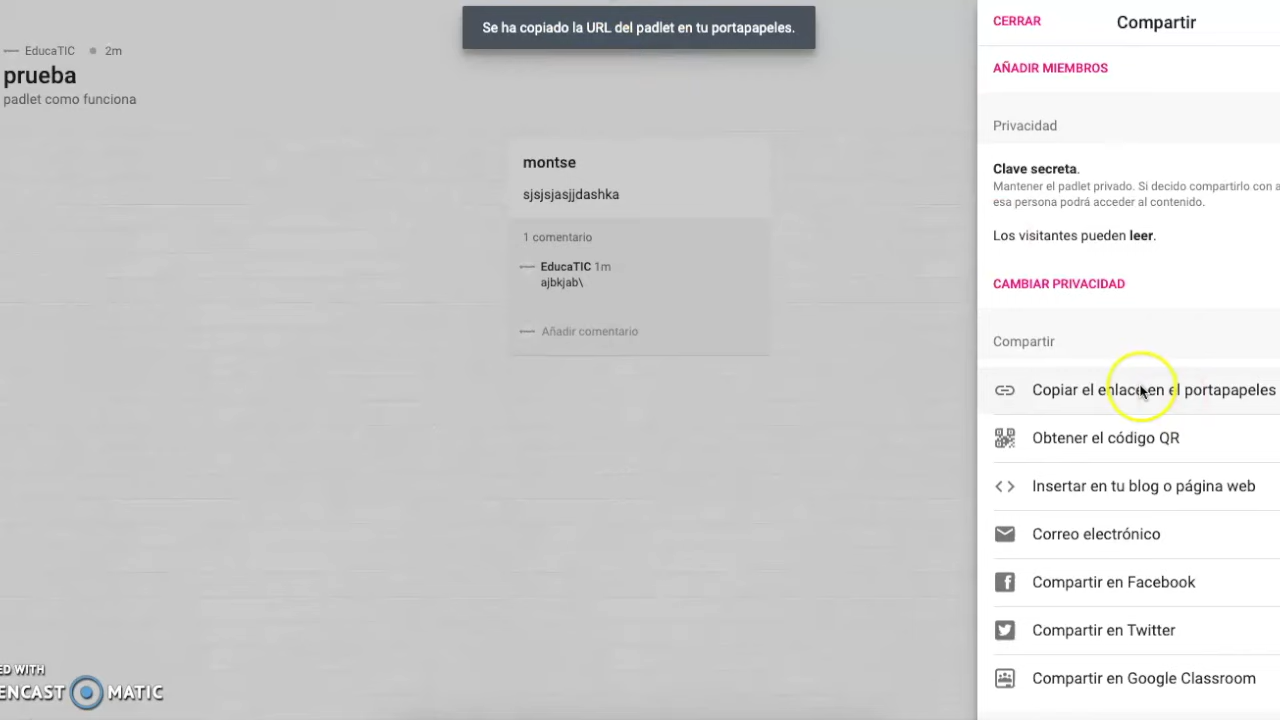 Se ha copiado la URL del padlet en tu portapapeles.
EducaTIC 2m
prueba
padlet como funciona
montse
sjsjsjasjjdashka
1 comentario
EducaTIC 1m
ajbkjab\
Añadir comentario
CERRAR Compartir
AÑADIR MIEMBROS
Privacidad
Clave secreta.
Mantener el padlet privado. Si decido compartirlo con a
esa persona podrá acceder al contenido.
Los visitantes pueden leer.
CAMBIAR PRIVACIDAD
Compartir
Copiar el enlace en el portapapeles
Obtener el código QR
Insertar en tu blog o página web
Correo electrónico
Compartir en Facebook
Compartir en Twitter
Compartir en Google Classroom
ED WITH
ENCAST MATIC